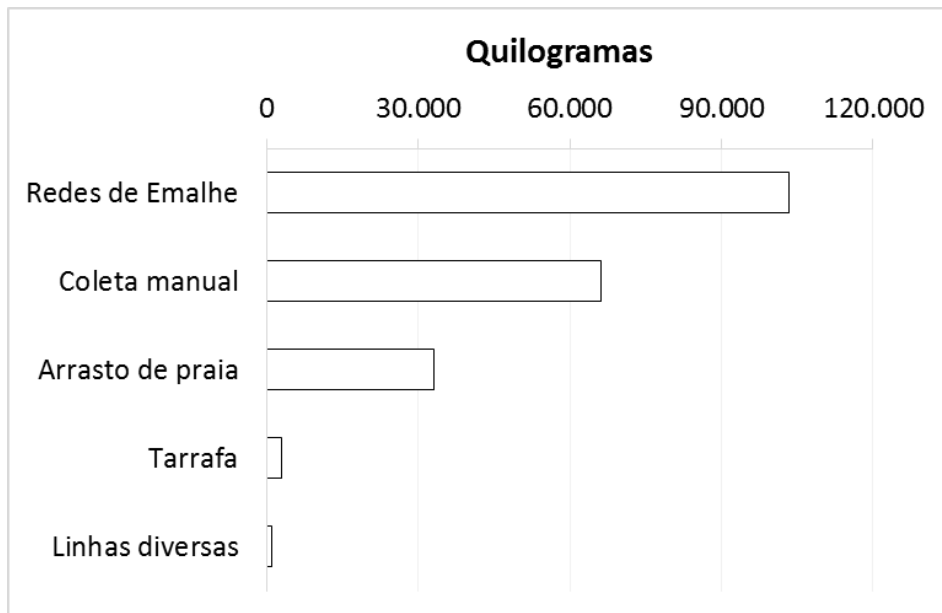 Quilogramas
0 30.000 60.000 90.000 120.000
Redes de Emalhe
Coleta manual
Arrasto de praia
Tarrafa
Linhas diversas